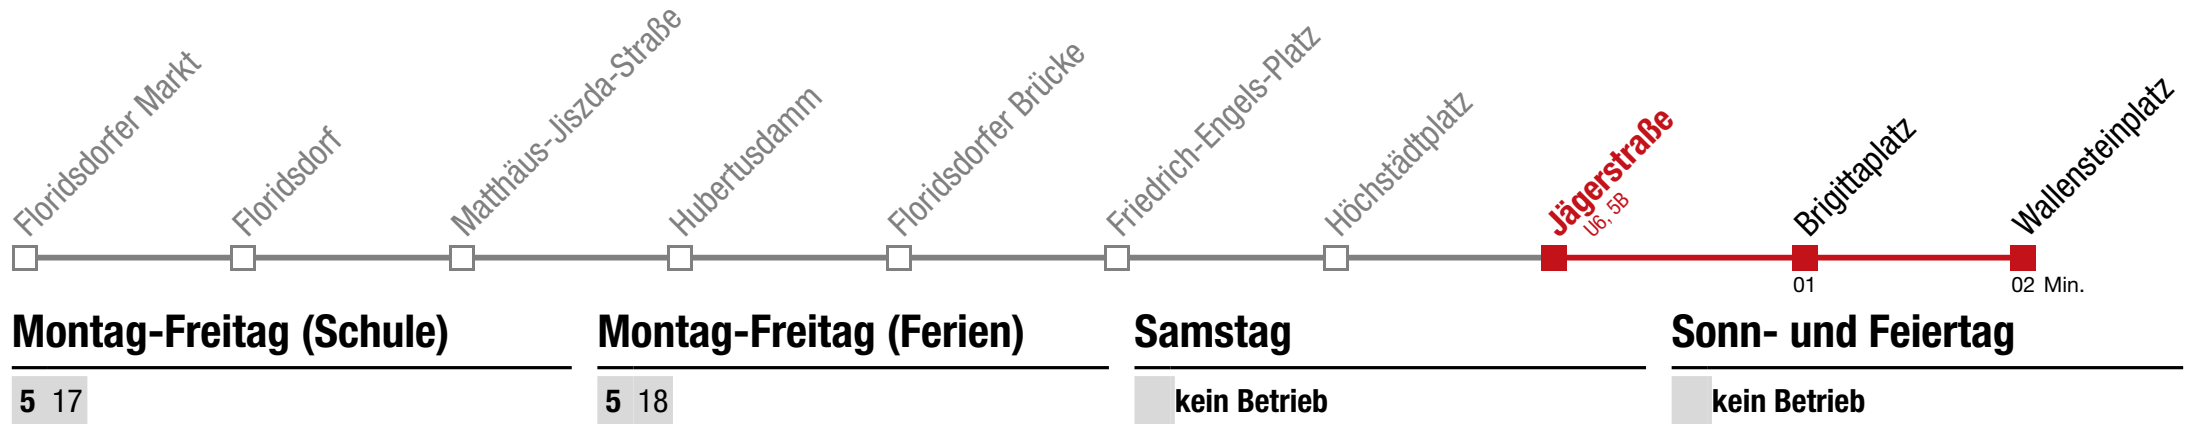 Floridsdorfer Markt
Floridsdorf
Matthäus-Jiszda-Straße
Hubertusdamm
Floridsdorfer Brücke
Friedrich-Engels-Platz
Höchstädtplatz
Jägerstraße
U6, 5B
Brigittaplatz
Wallensteinplatz
01
02 Min.
Montag-Freitag (Schule)
5 17
Montag-Freitag (Ferien)
5 18
Samstag
kein Betrieb
Sonn- und Feiertag
kein Betrieb